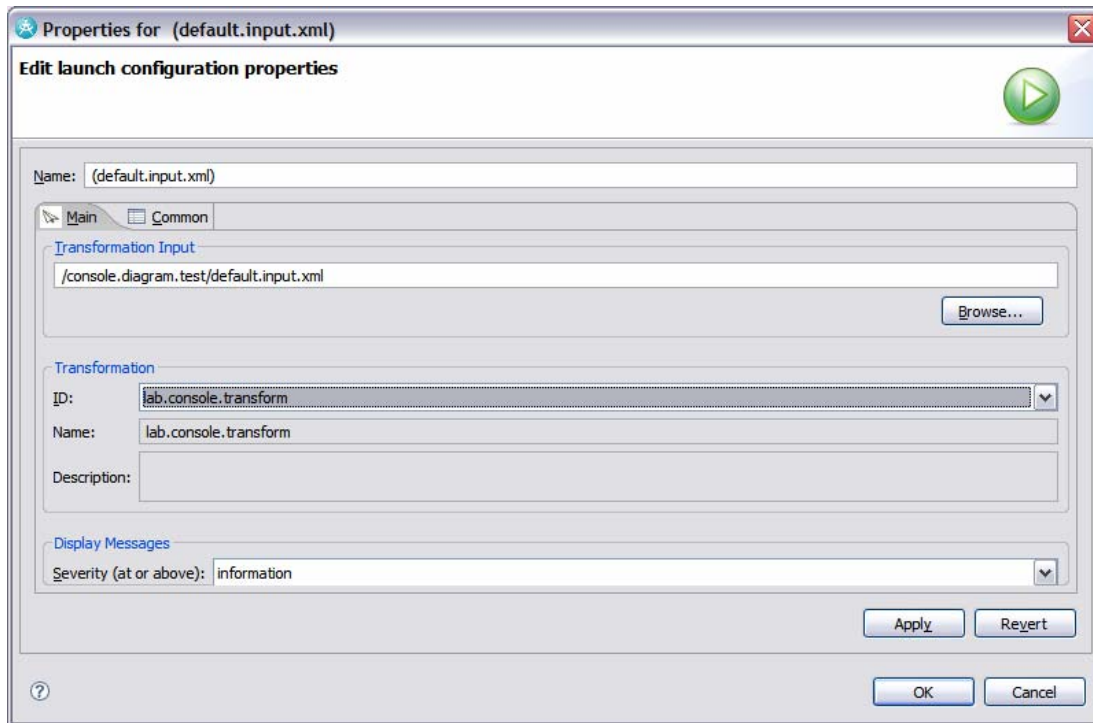 Properties for (default.input.xml)
Edit launch configuration properties
Name: (default.input.xml)
Main Common
Transformation Input
/console.diagram.test/default.input.xml
Browse...
Transformation
ID: lab.console.transform
Name: lab.console.transform
Description:
Display Messages
Severity (at or above): information
Apply Revert
?
OK Cancel